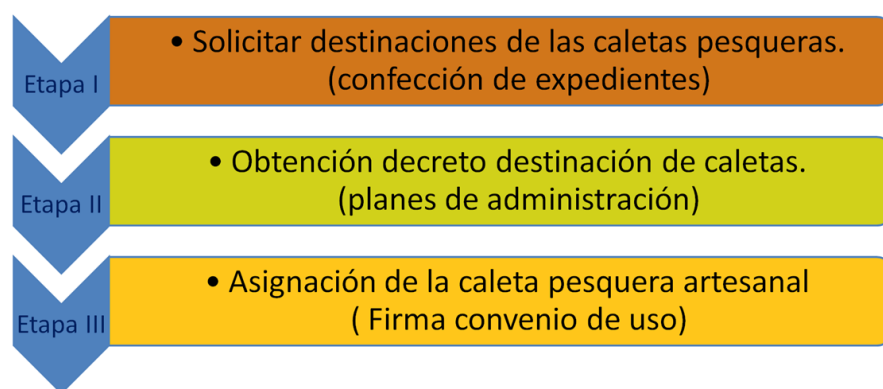 Etapa I
• Solicitar destinaciones de las caletas pesqueras.
(confección de expedientes)
Etapa II
• Obtención decreto destinación de caletas.
(planes de administración)
Etapa III
• Asignación de la caleta pesquera artesanal
( Firma convenio de uso)